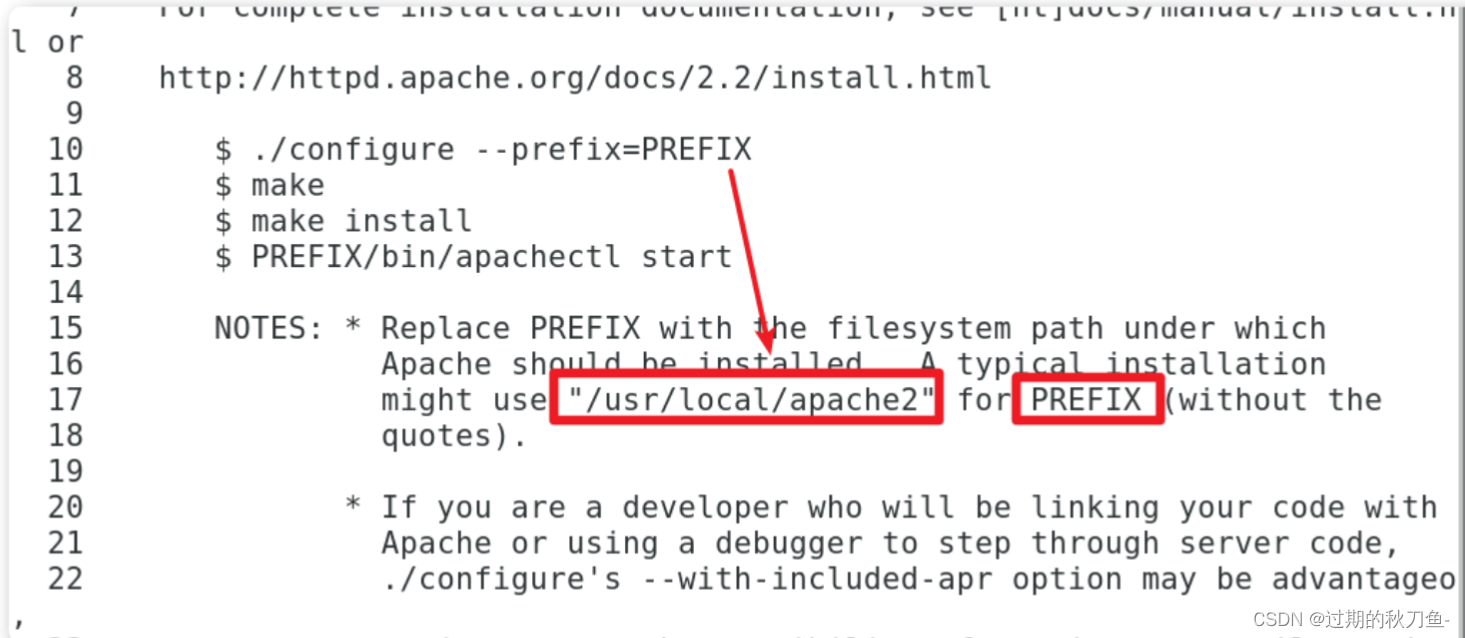 7 For complete installation documentation, see [ht]docs/manual/install.h
l or
8 http://httpd.apache.org/docs/2.2/install.html
9
10 $ ./configure --prefix=PREFIX
11 $ make
12 $ make install
13 $ PREFIX/bin/apachectl start
14
15 NOTES: * Replace PREFIX with the filesystem path under which
16 Apache should be installed. A typical installation
17 might use "/usr/local/apache2" for PREFIX (without the
18 quotes).
19
20 * If you are a developer who will be linking your code with
21 Apache or using a debugger to step through server code,
22 ./configure's --with-included-apr option may be advantageo
,
CSDN @过期的秋刀鱼-